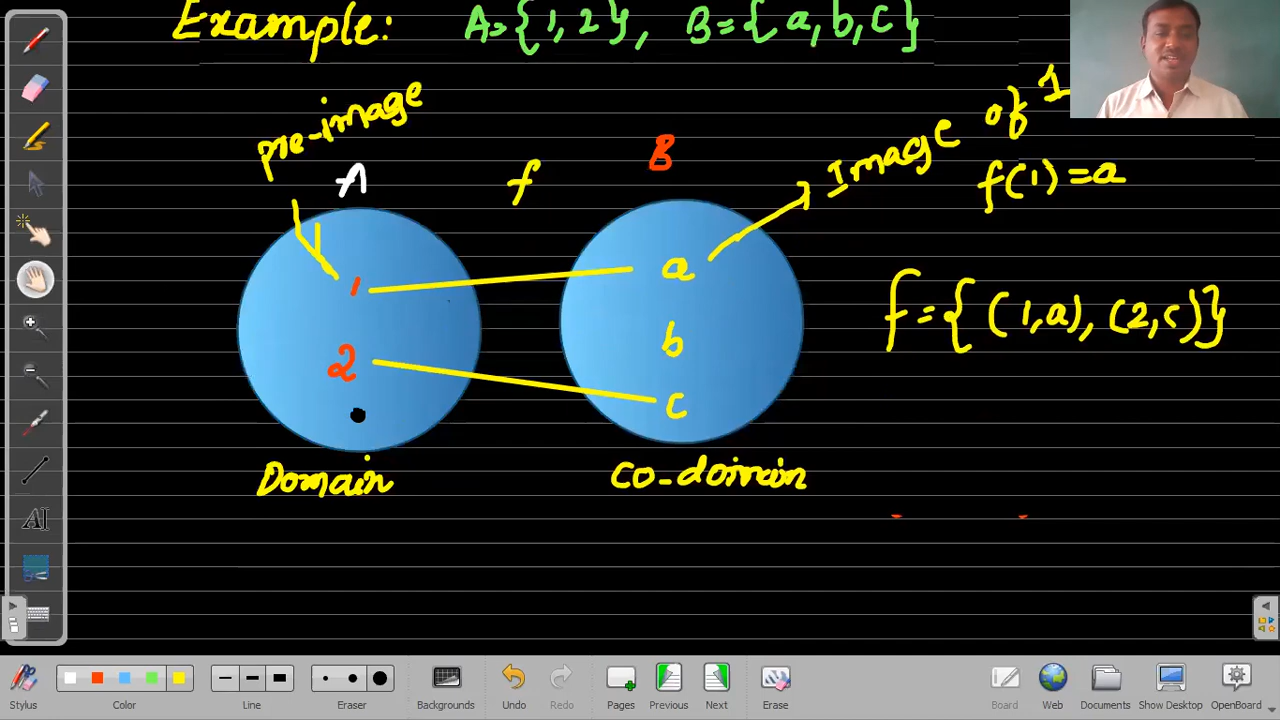 Example: A={1,2}, B={a,b,c}
pre-image
Image of 1
A f B
f(1)=a
1 a
f={(1,a),(2,c)}
2 b
c
Domain Co-domain
Stylus Color Line Eraser Backgrounds Undo Redo Pages Previous Next Erase Board Web Documents Show Desktop OpenBoard